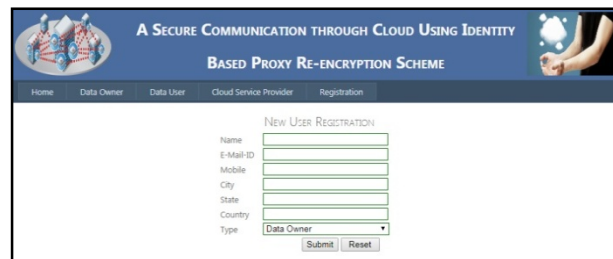 A Secure Communication through Cloud Using Identity
Based Proxy Re-encryption Scheme
Home Data Owner Data User Cloud Service Provider Registration
New User Registration
Name
E-Mail-ID
Mobile
City
State
Country
Type Data Owner
Submit Reset